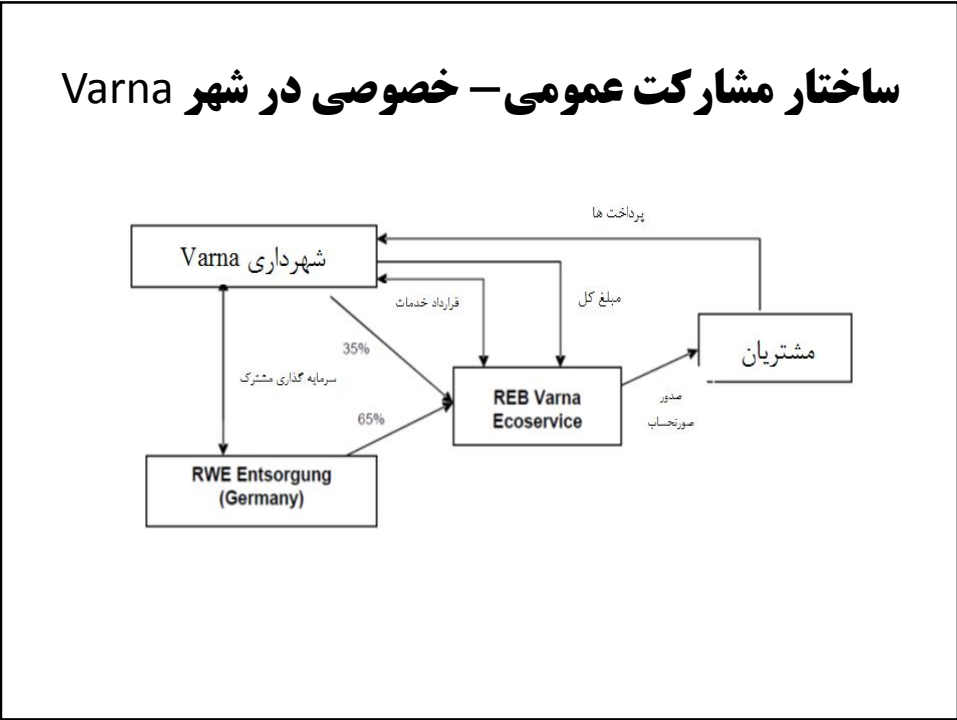 ساختار مشارکت عمومی– خصوصی در شهر Varna
پرداخت ها
شهرداری Varna
قرارداد خدمات
مبلغ کل
35%
مشتریان
سرمایه گذاری مشترک
65%
REB Varna
Ecoservice
صدور
صورتحساب
RWE Entsorgung
(Germany)